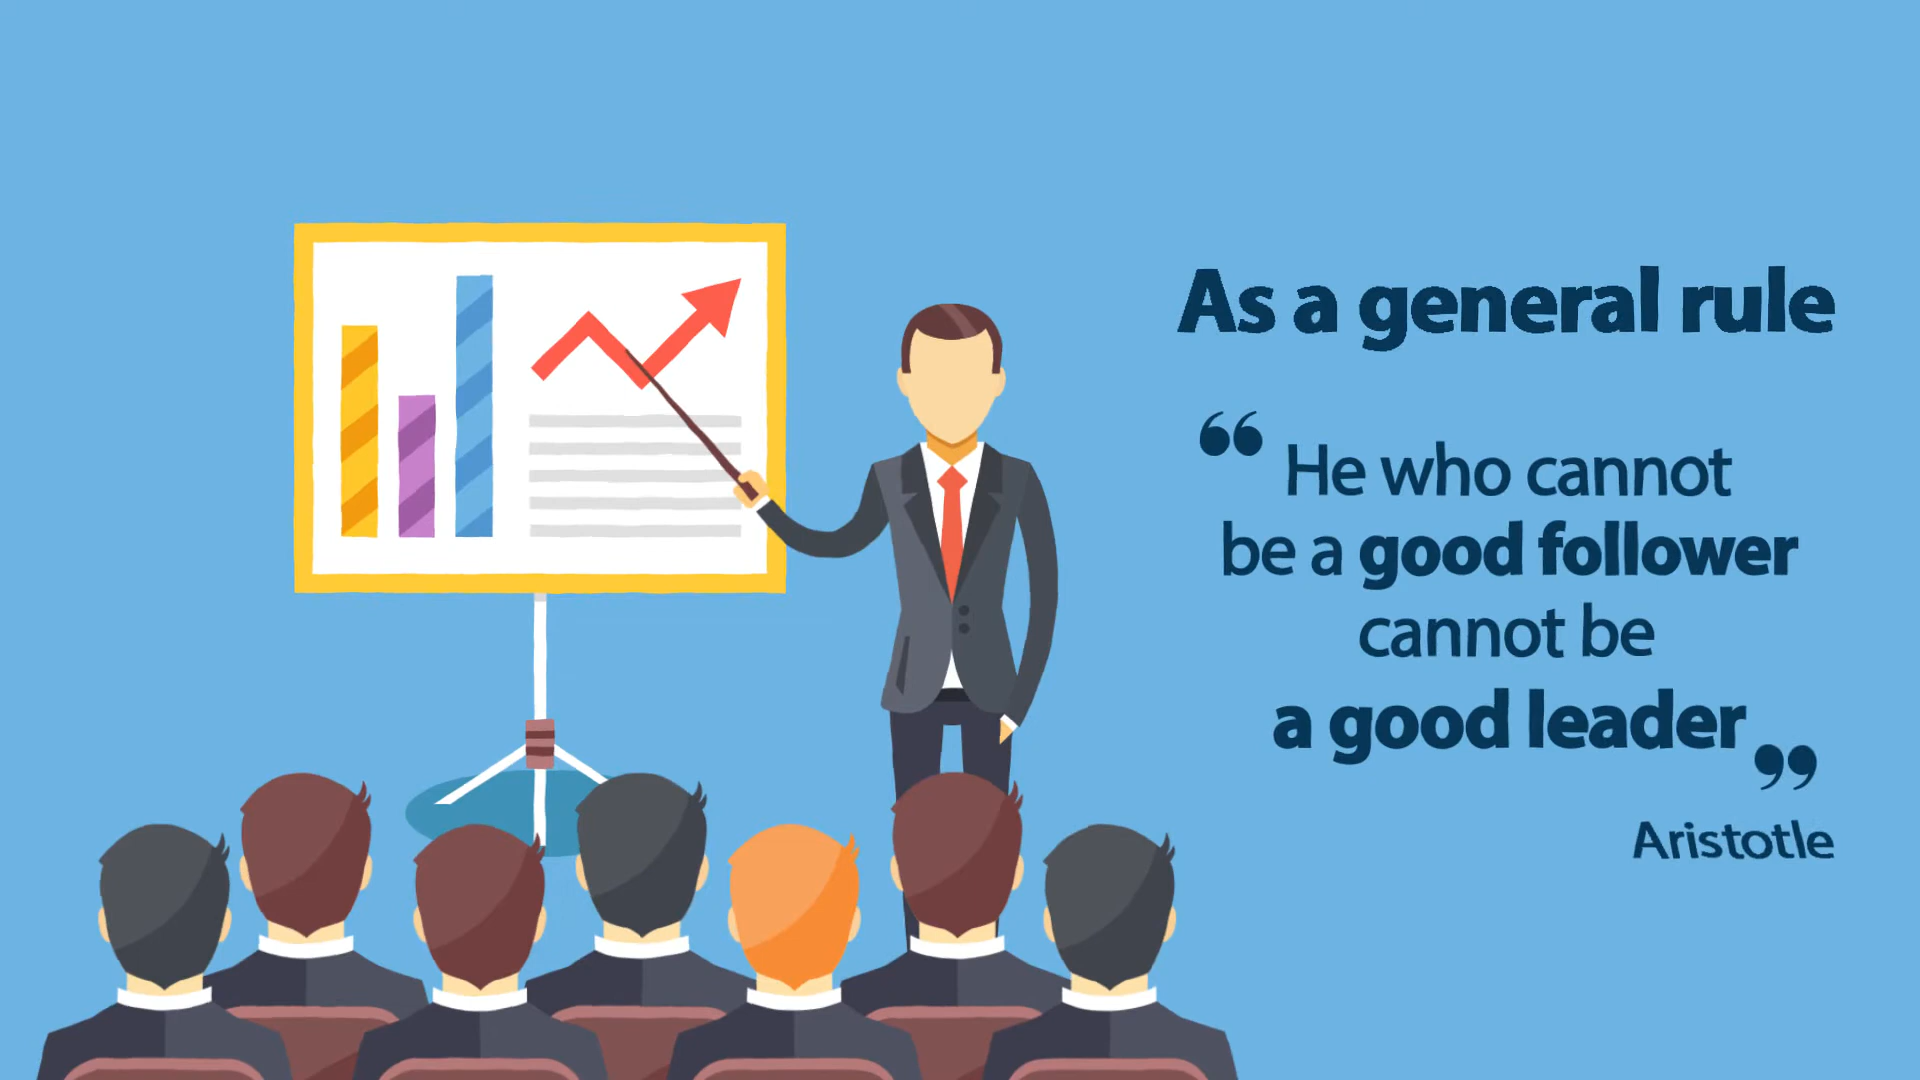 As a general rule
“ He who cannot
be a good follower
cannot be
a good leader ”
Aristotle